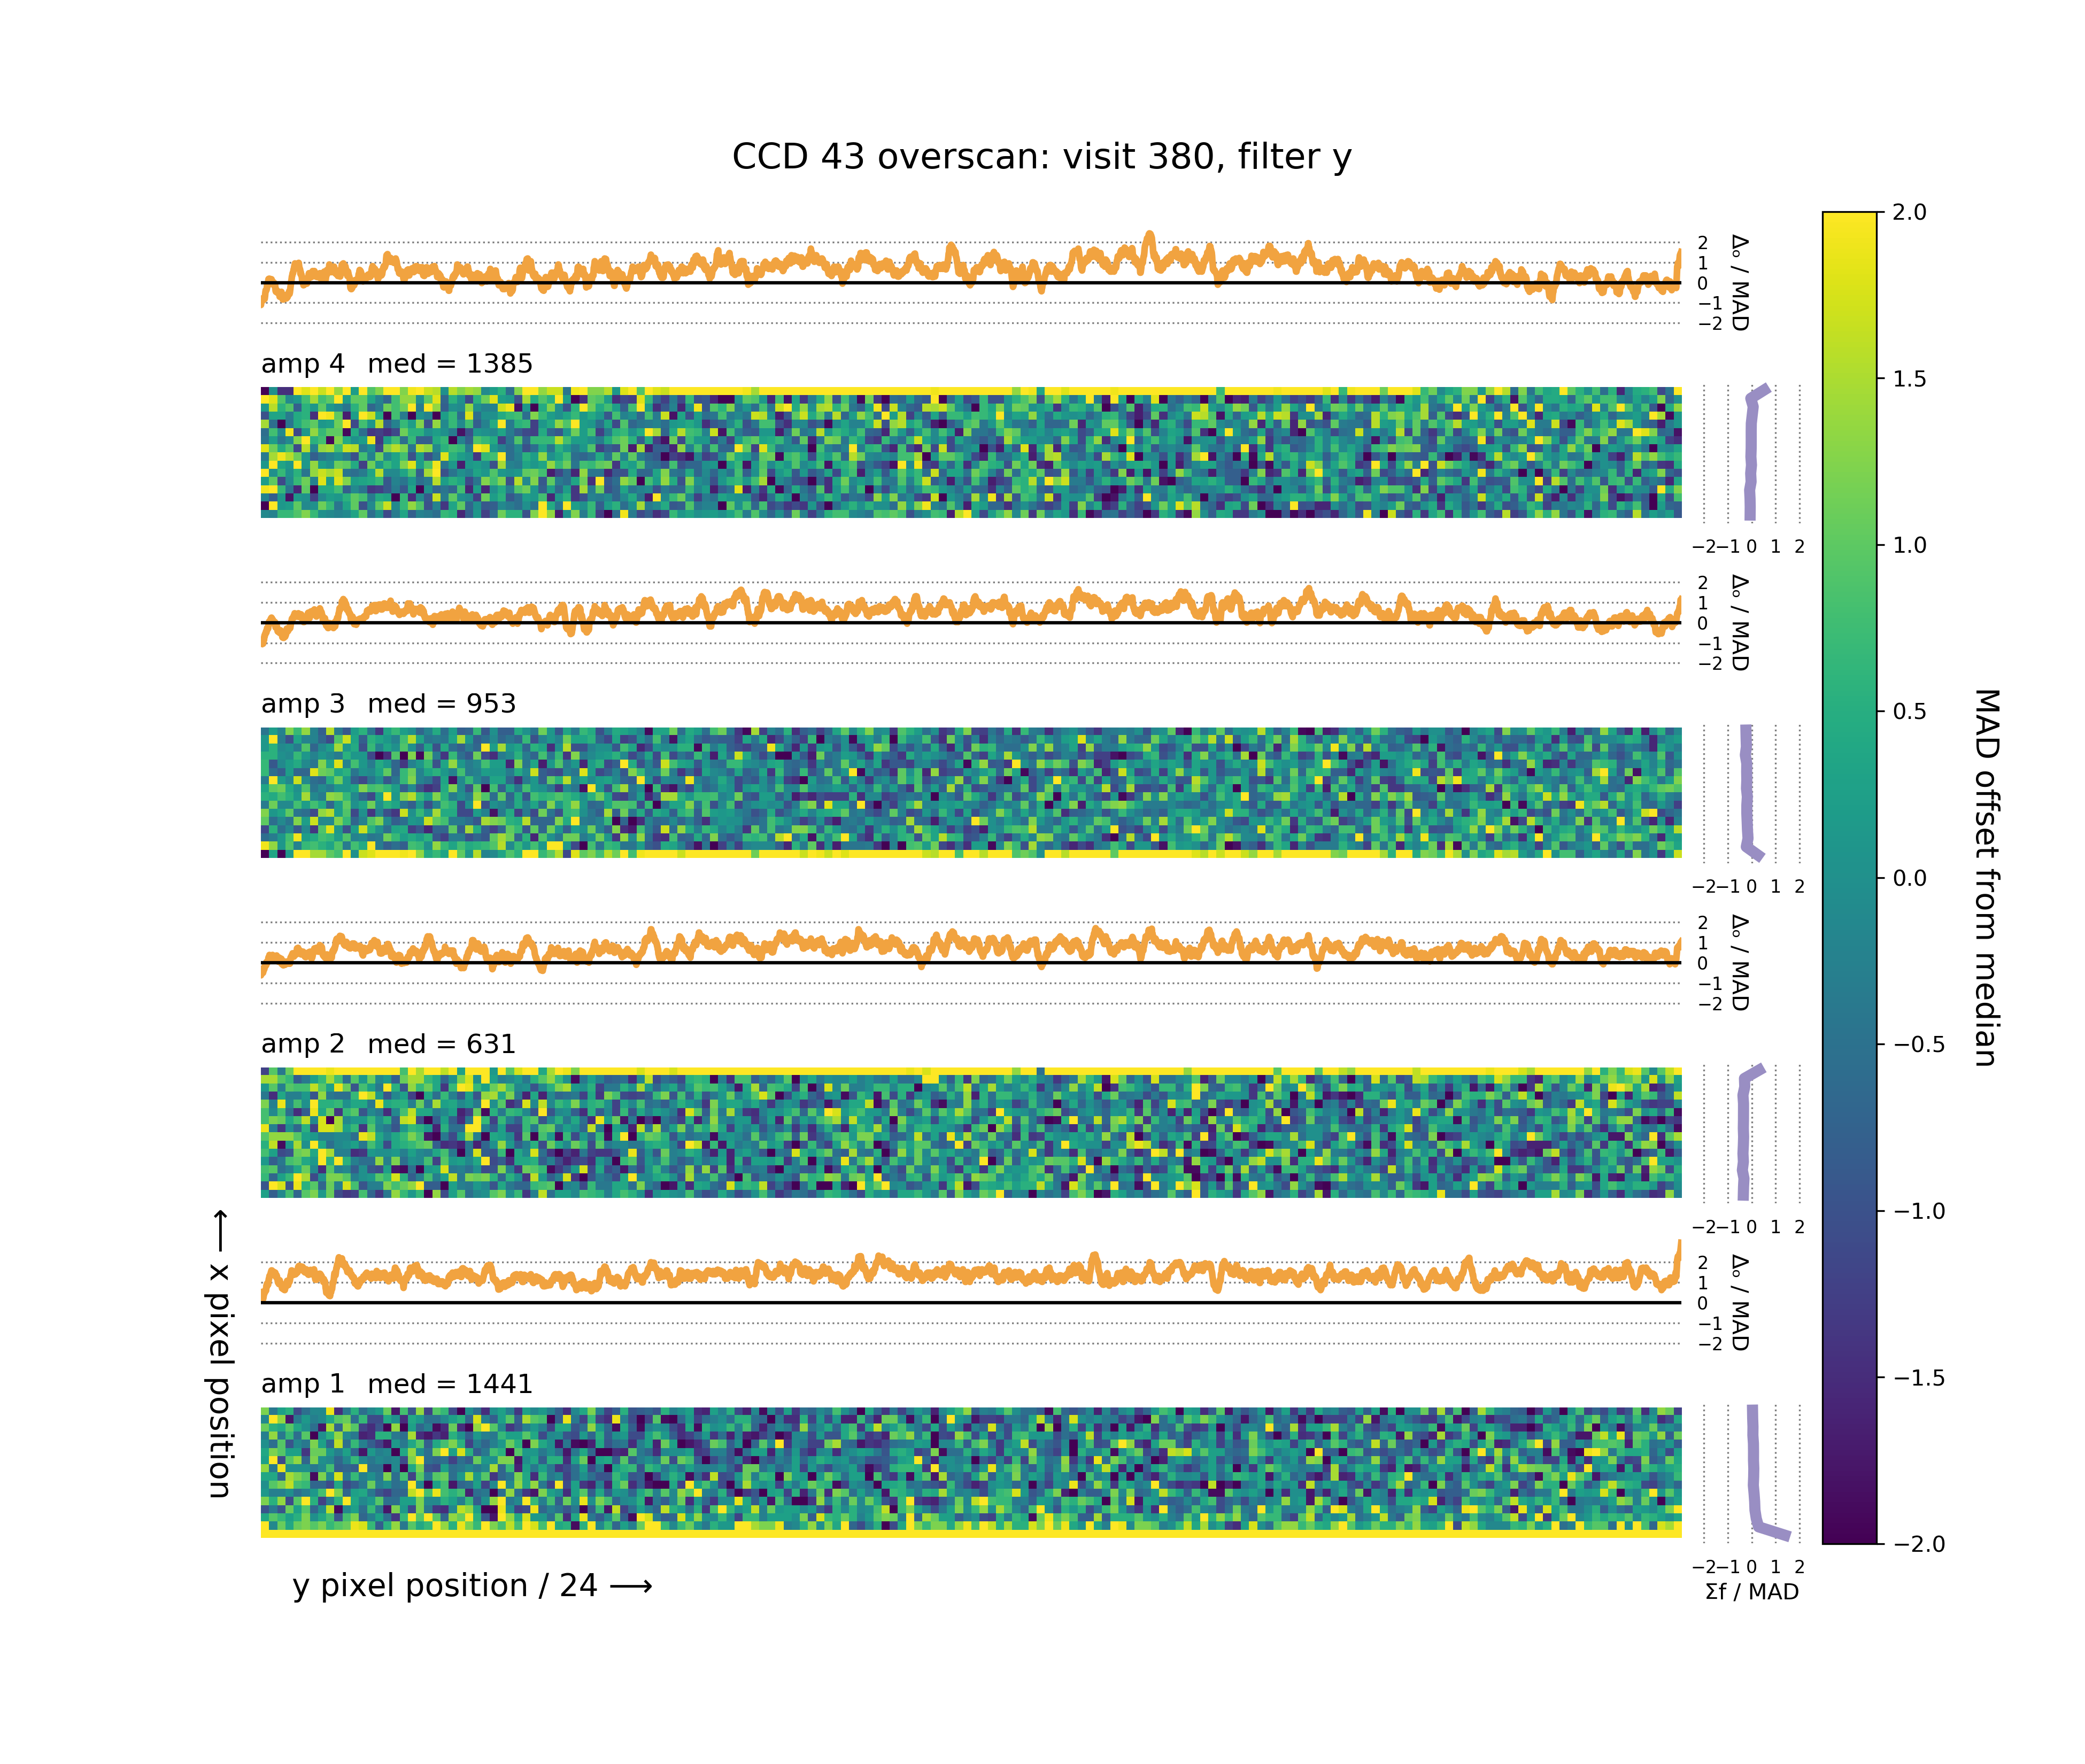 CCD 43 overscan: visit 380, filter y
2
1
0
−1
−2
Δₒ / MAD
amp 4 med = 1385
−2 −1 0 1 2
2
1
0
−1
−2
Δₒ / MAD
amp 3 med = 953
−2 −1 0 1 2
2
1
0
−1
−2
Δₒ / MAD
amp 2 med = 631
−2 −1 0 1 2
2
1
0
−1
−2
Δₒ / MAD
amp 1 med = 1441
−2 −1 0 1 2
Σf / MAD
y pixel position / 24 ⟶
⟵ x pixel position
2.0
1.5
1.0
0.5
0.0
−0.5
−1.0
−1.5
−2.0
MAD offset from median